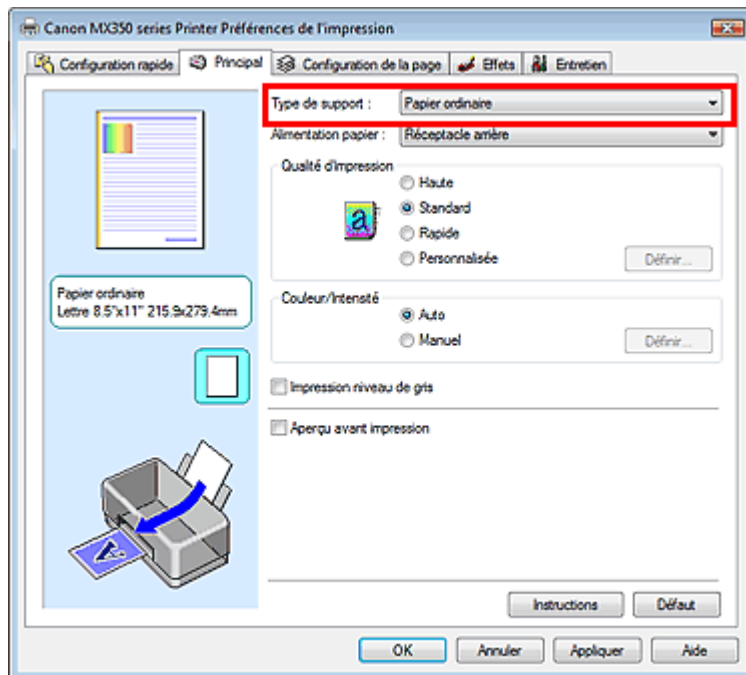 Canon MX350 series Printer Préférences de l'impression
Configuration rapide Principal Configuration de la page Effets Entretien
Type de support : Papier ordinaire
Alimentation papier : Réceptacle arrière
Qualité d'impression
Haute
Standard
Rapide
Personnalisée Définir...
Papier ordinaire
Lettre 8.5"x11" 215.9x279.4mm
Couleur/Intensité
Auto
Manuel Définir...
Impression niveau de gris
Aperçu avant impression
Instructions Défaut
OK Annuler Appliquer Aide